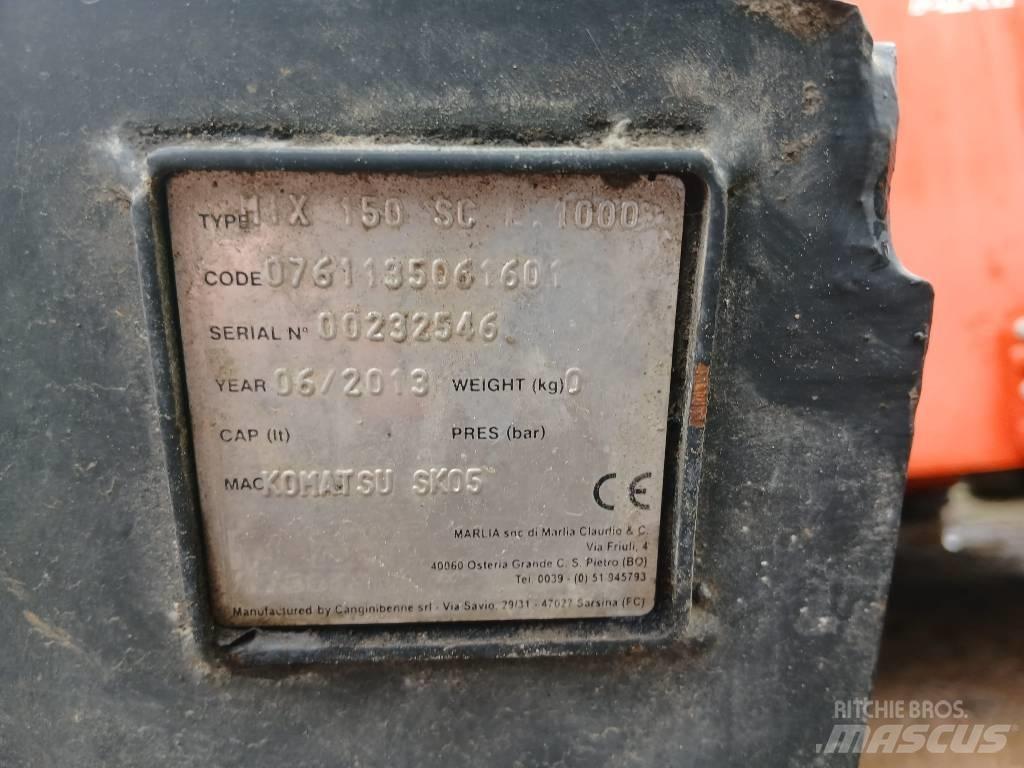 TYPE MIX 150 SC L.1000
CODE 0761135061601
SERIAL N° 00232546
YEAR 06/2013 WEIGHT (kg) 0
CAP (lt) PRES (bar)
MAC KOMATSU SK05
CE
MARLIA snc di Marlia Claudio & C.
Via Friuli, 4
40060 Osteria Grande C. S. Pietro (BO)
Tel. 0039 - (0) 51 945793
Manufactured by Canginibenne srl - Via Savio, 29/31 - 47027 Sarsina (FC)
RITCHIE BROS.
MASCUS